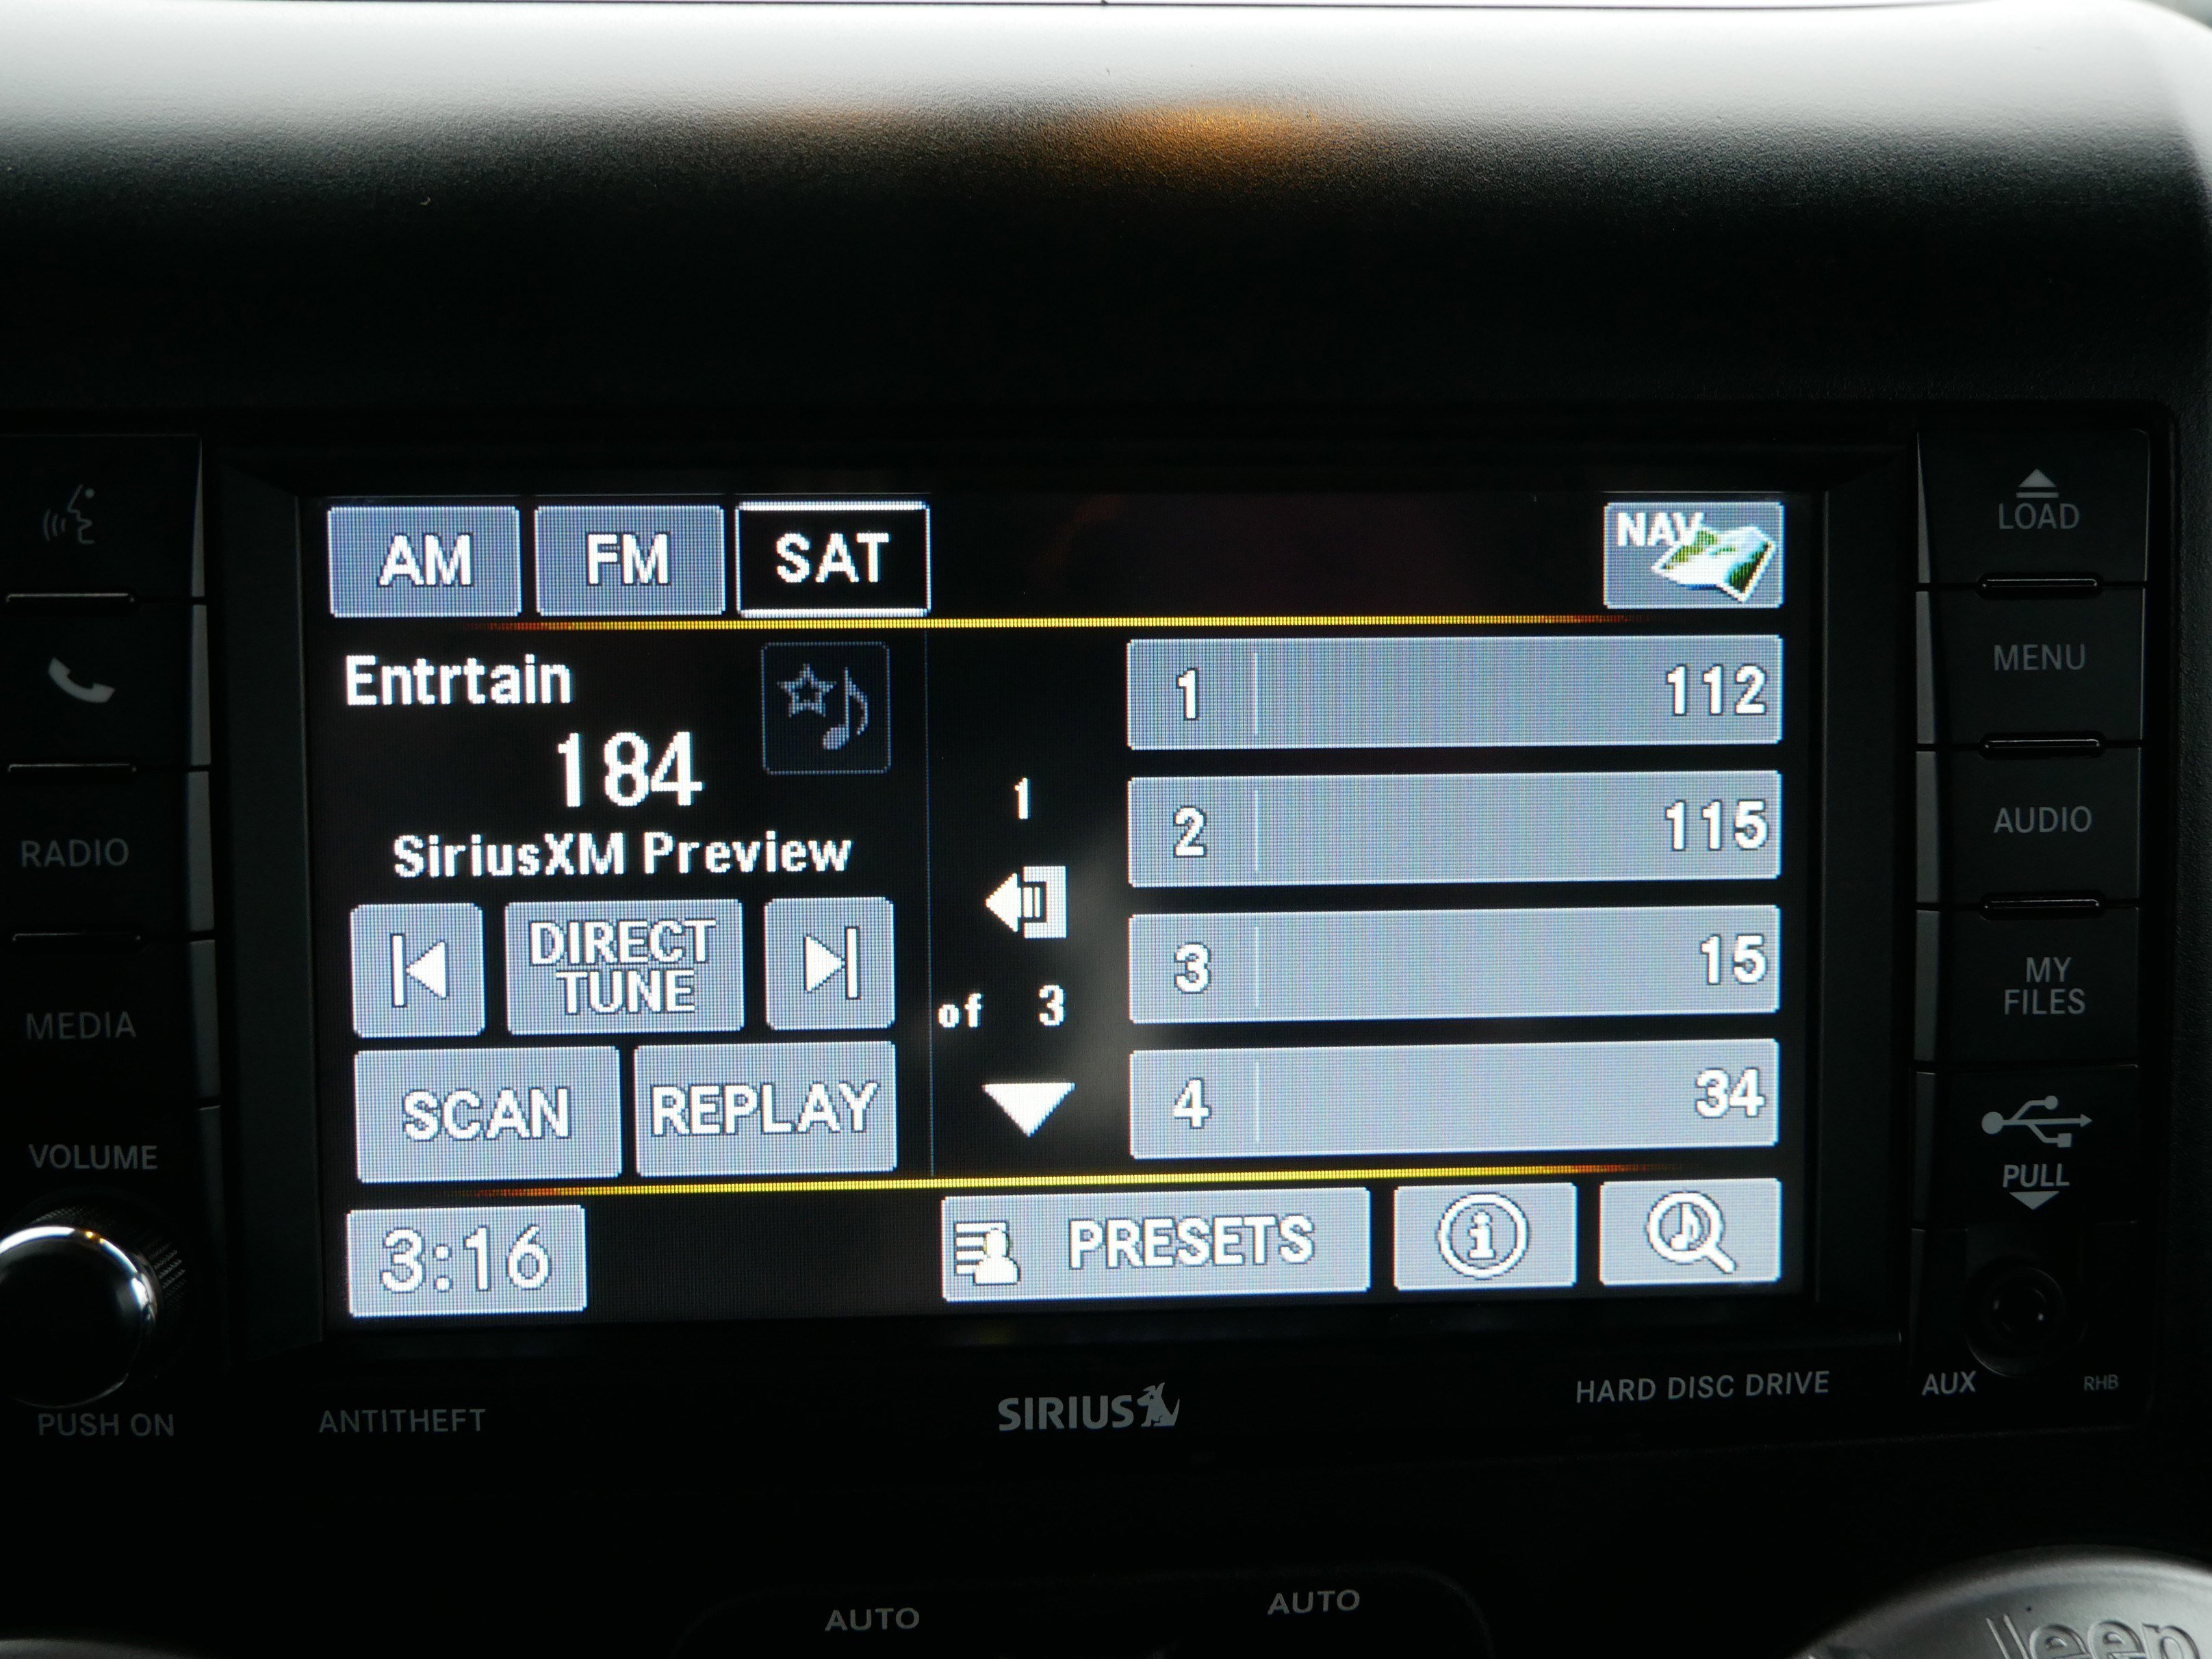 LOAD
AM FM SAT NAV
MENU
Entrtain
184
SiriusXM Preview
1 112
2 115
3 15
4 34
1
of 3
AUDIO
RADIO
DIRECT
TUNE
MY
FILES
MEDIA
SCAN REPLAY
VOLUME
PULL
3:16 PRESETS i
PUSH ON
ANTITHEFT
SIRIUS
HARD DISC DRIVE
AUX
RHB
AUTO
AUTO
Jeep